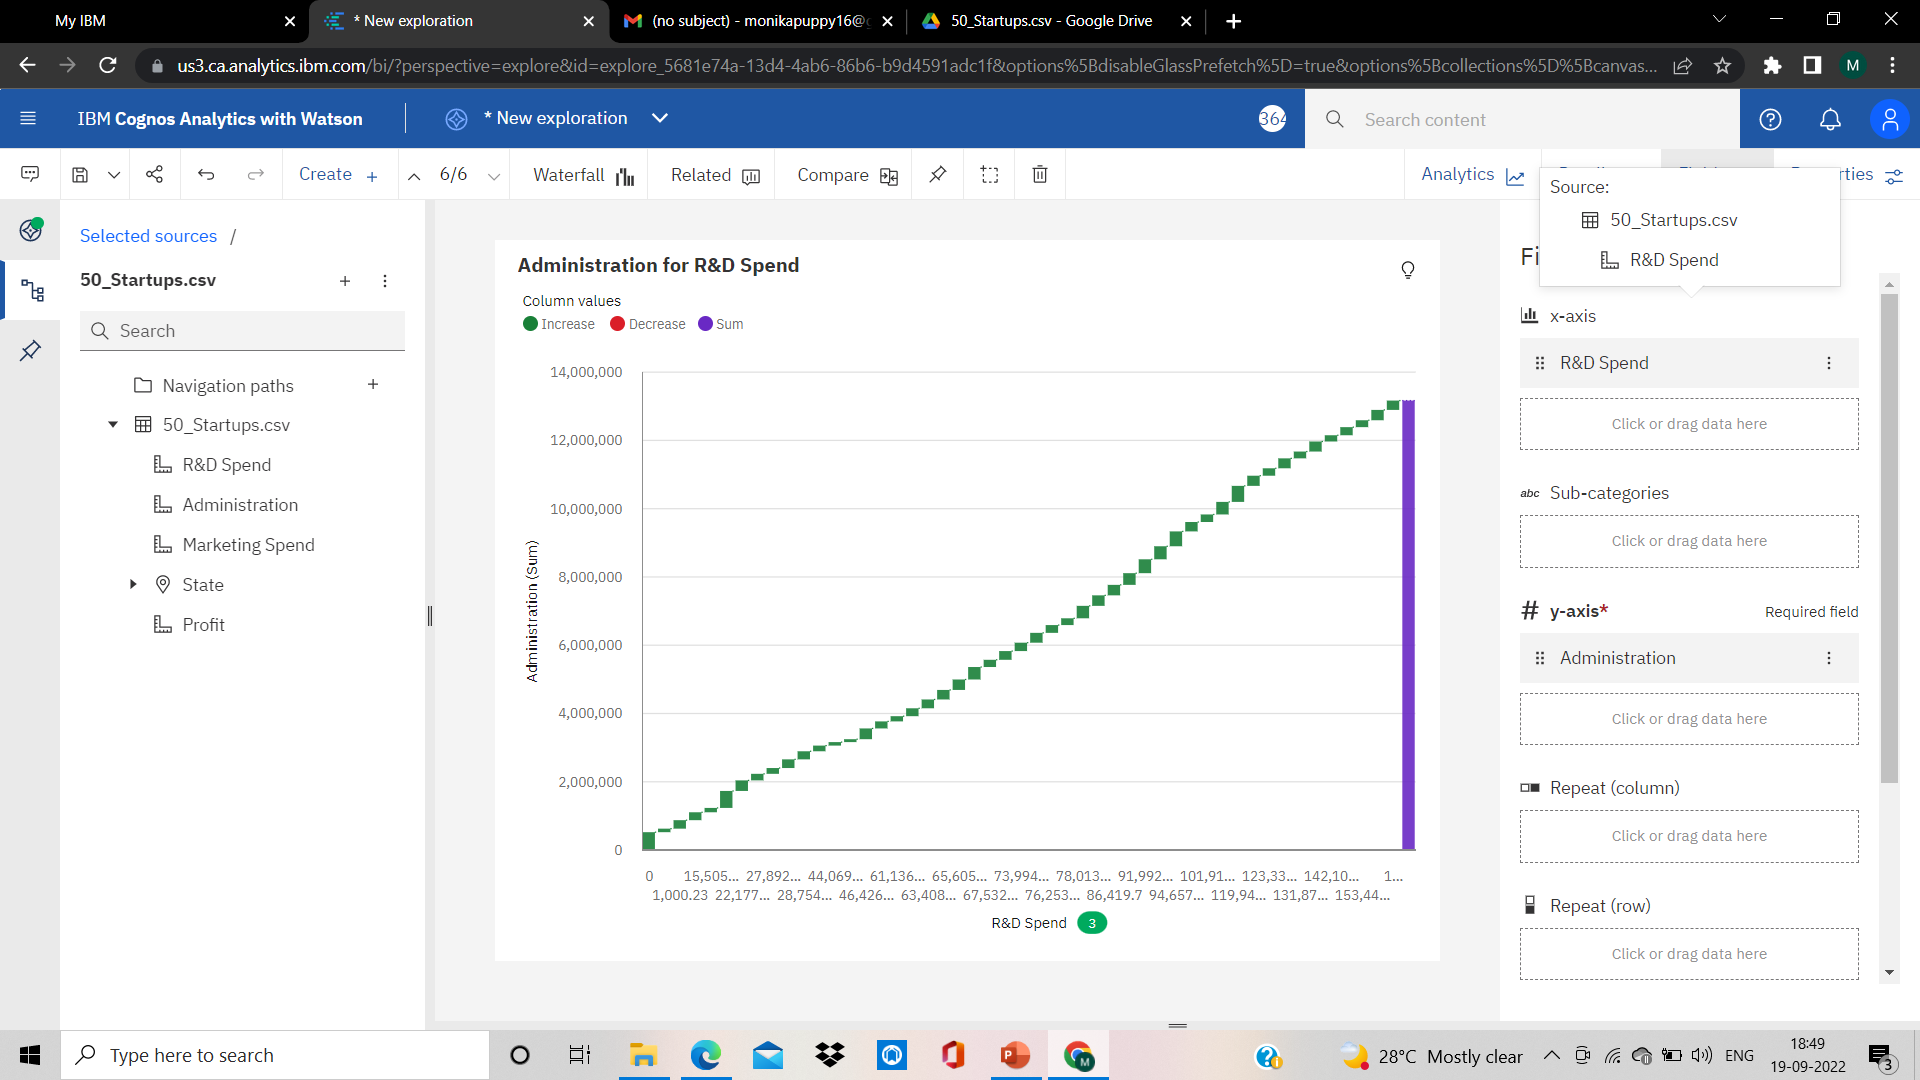 My IBM
* New exploration
(no subject) - monikapuppy16@g
50_Startups.csv - Google Drive
us3.ca.analytics.ibm.com/bi/?perspective=explore&id=explore_5681e74a-13d4-4ab6-86b6-b9d4591adc1f&options%5BdisableGlassPrefetch%5D=true&options%5Bcollections%5D%5Bcanvas...
M
IBM Cognos Analytics with Watson
* New exploration
364
Search content
Create
6/6
Waterfall
Related
Compare
Analytics
Properties
Source:
50_Startups.csv
R&D Spend
Selected sources /
50_Startups.csv
Search
Navigation paths
50_Startups.csv
R&D Spend
Administration
Marketing Spend
State
Profit
Administration for R&D Spend
Column values
Increase Decrease Sum
14,000,000
12,000,000
10,000,000
8,000,000
6,000,000
4,000,000
2,000,000
0
Administration (Sum)
0 15,505... 27,892... 44,069... 61,136... 65,605... 73,994... 78,013... 91,992... 101,91... 123,33... 142,10... 1...
1,000.23 22,177... 28,754... 46,426... 63,408... 67,532... 76,253... 86,419.7 94,657... 119,94... 131,87... 153,44...
R&D Spend 3
Fi
x-axis
R&D Spend
Click or drag data here
abc Sub-categories
Click or drag data here
# y-axis* Required field
Administration
Click or drag data here
Repeat (column)
Click or drag data here
Repeat (row)
Click or drag data here
Type here to search
28°C Mostly clear
ENG
18:49
19-09-2022
3